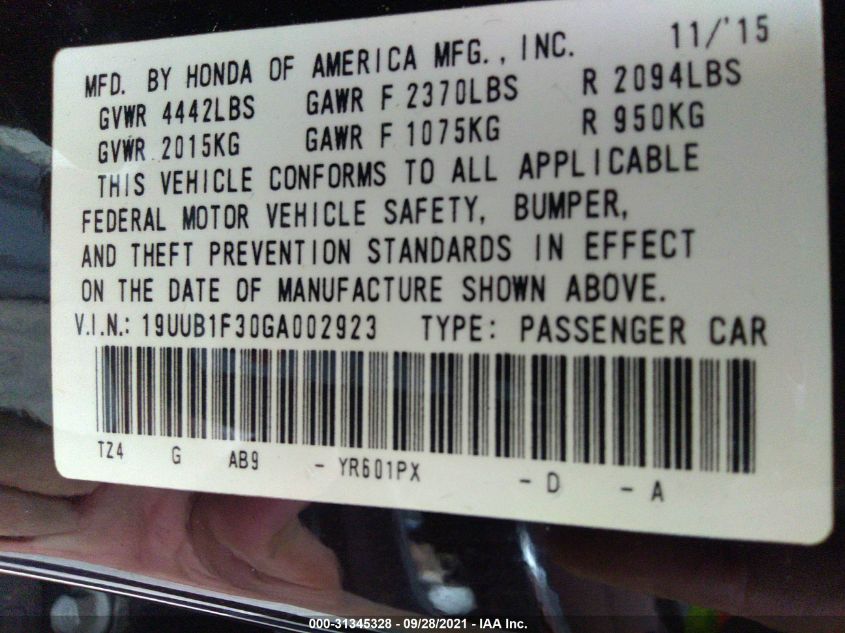 MFD. BY HONDA OF AMERICA MFG., INC. 11/'15
GVWR 4442LBS GAWR F 2370LBS R 2094LBS
GVWR 2015KG GAWR F 1075KG R 950KG
THIS VEHICLE CONFORMS TO ALL APPLICABLE
FEDERAL MOTOR VEHICLE SAFETY, BUMPER,
AND THEFT PREVENTION STANDARDS IN EFFECT
ON THE DATE OF MANUFACTURE SHOWN ABOVE.
V.I.N.: 19UUB1F30GA002923 TYPE: PASSENGER CAR
TZ4 G AB9 - YR601PX - D - A
000-31345328 - 09/28/2021 - IAA Inc.